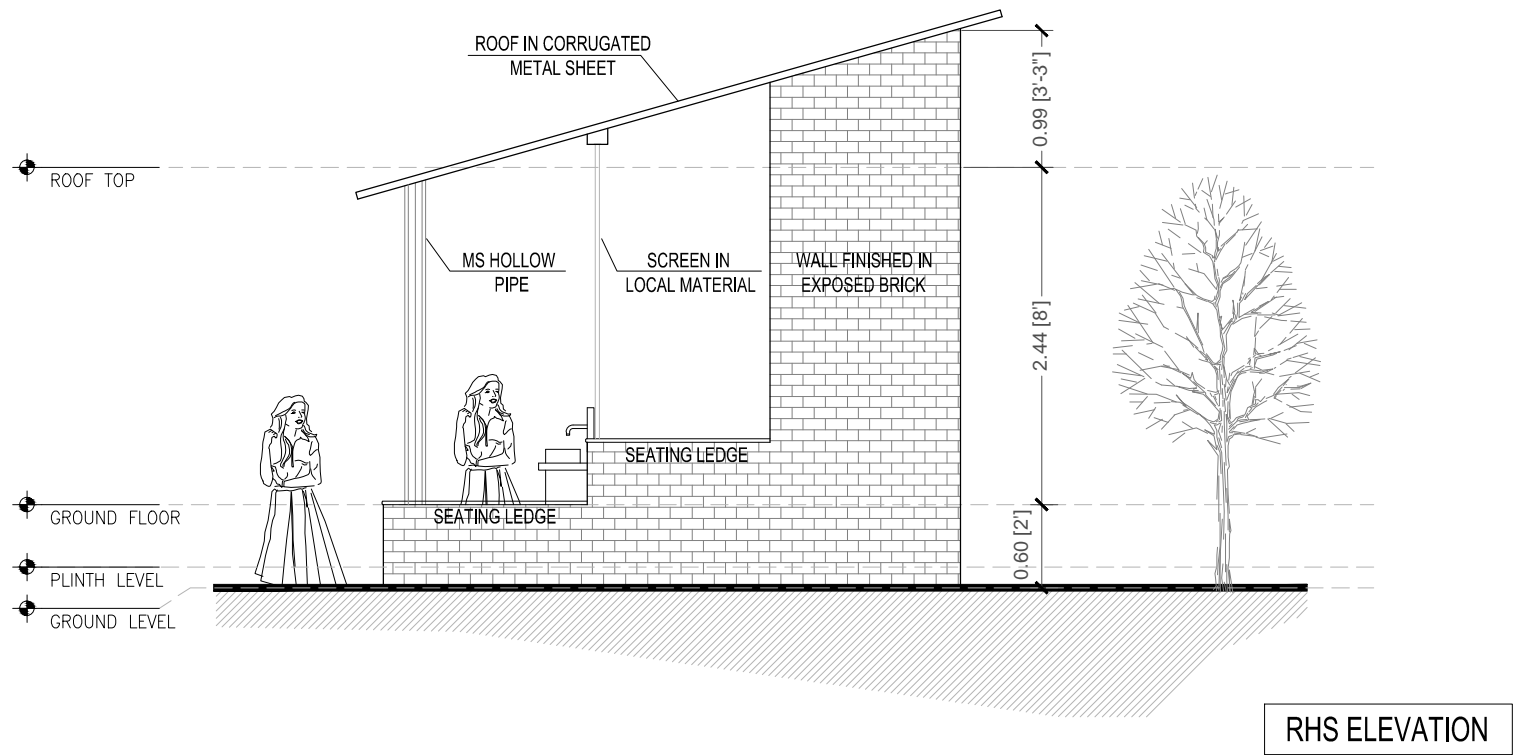 ROOF IN CORRUGATED
METAL SHEET
0.99 [3'-3"]
ROOF TOP
MS HOLLOW
PIPE
SCREEN IN
LOCAL MATERIAL
WALL FINISHED IN
EXPOSED BRICK
2.44 [8']
SEATING LEDGE
GROUND FLOOR
SEATING LEDGE
0.60 [2']
PLINTH LEVEL
GROUND LEVEL
RHS ELEVATION